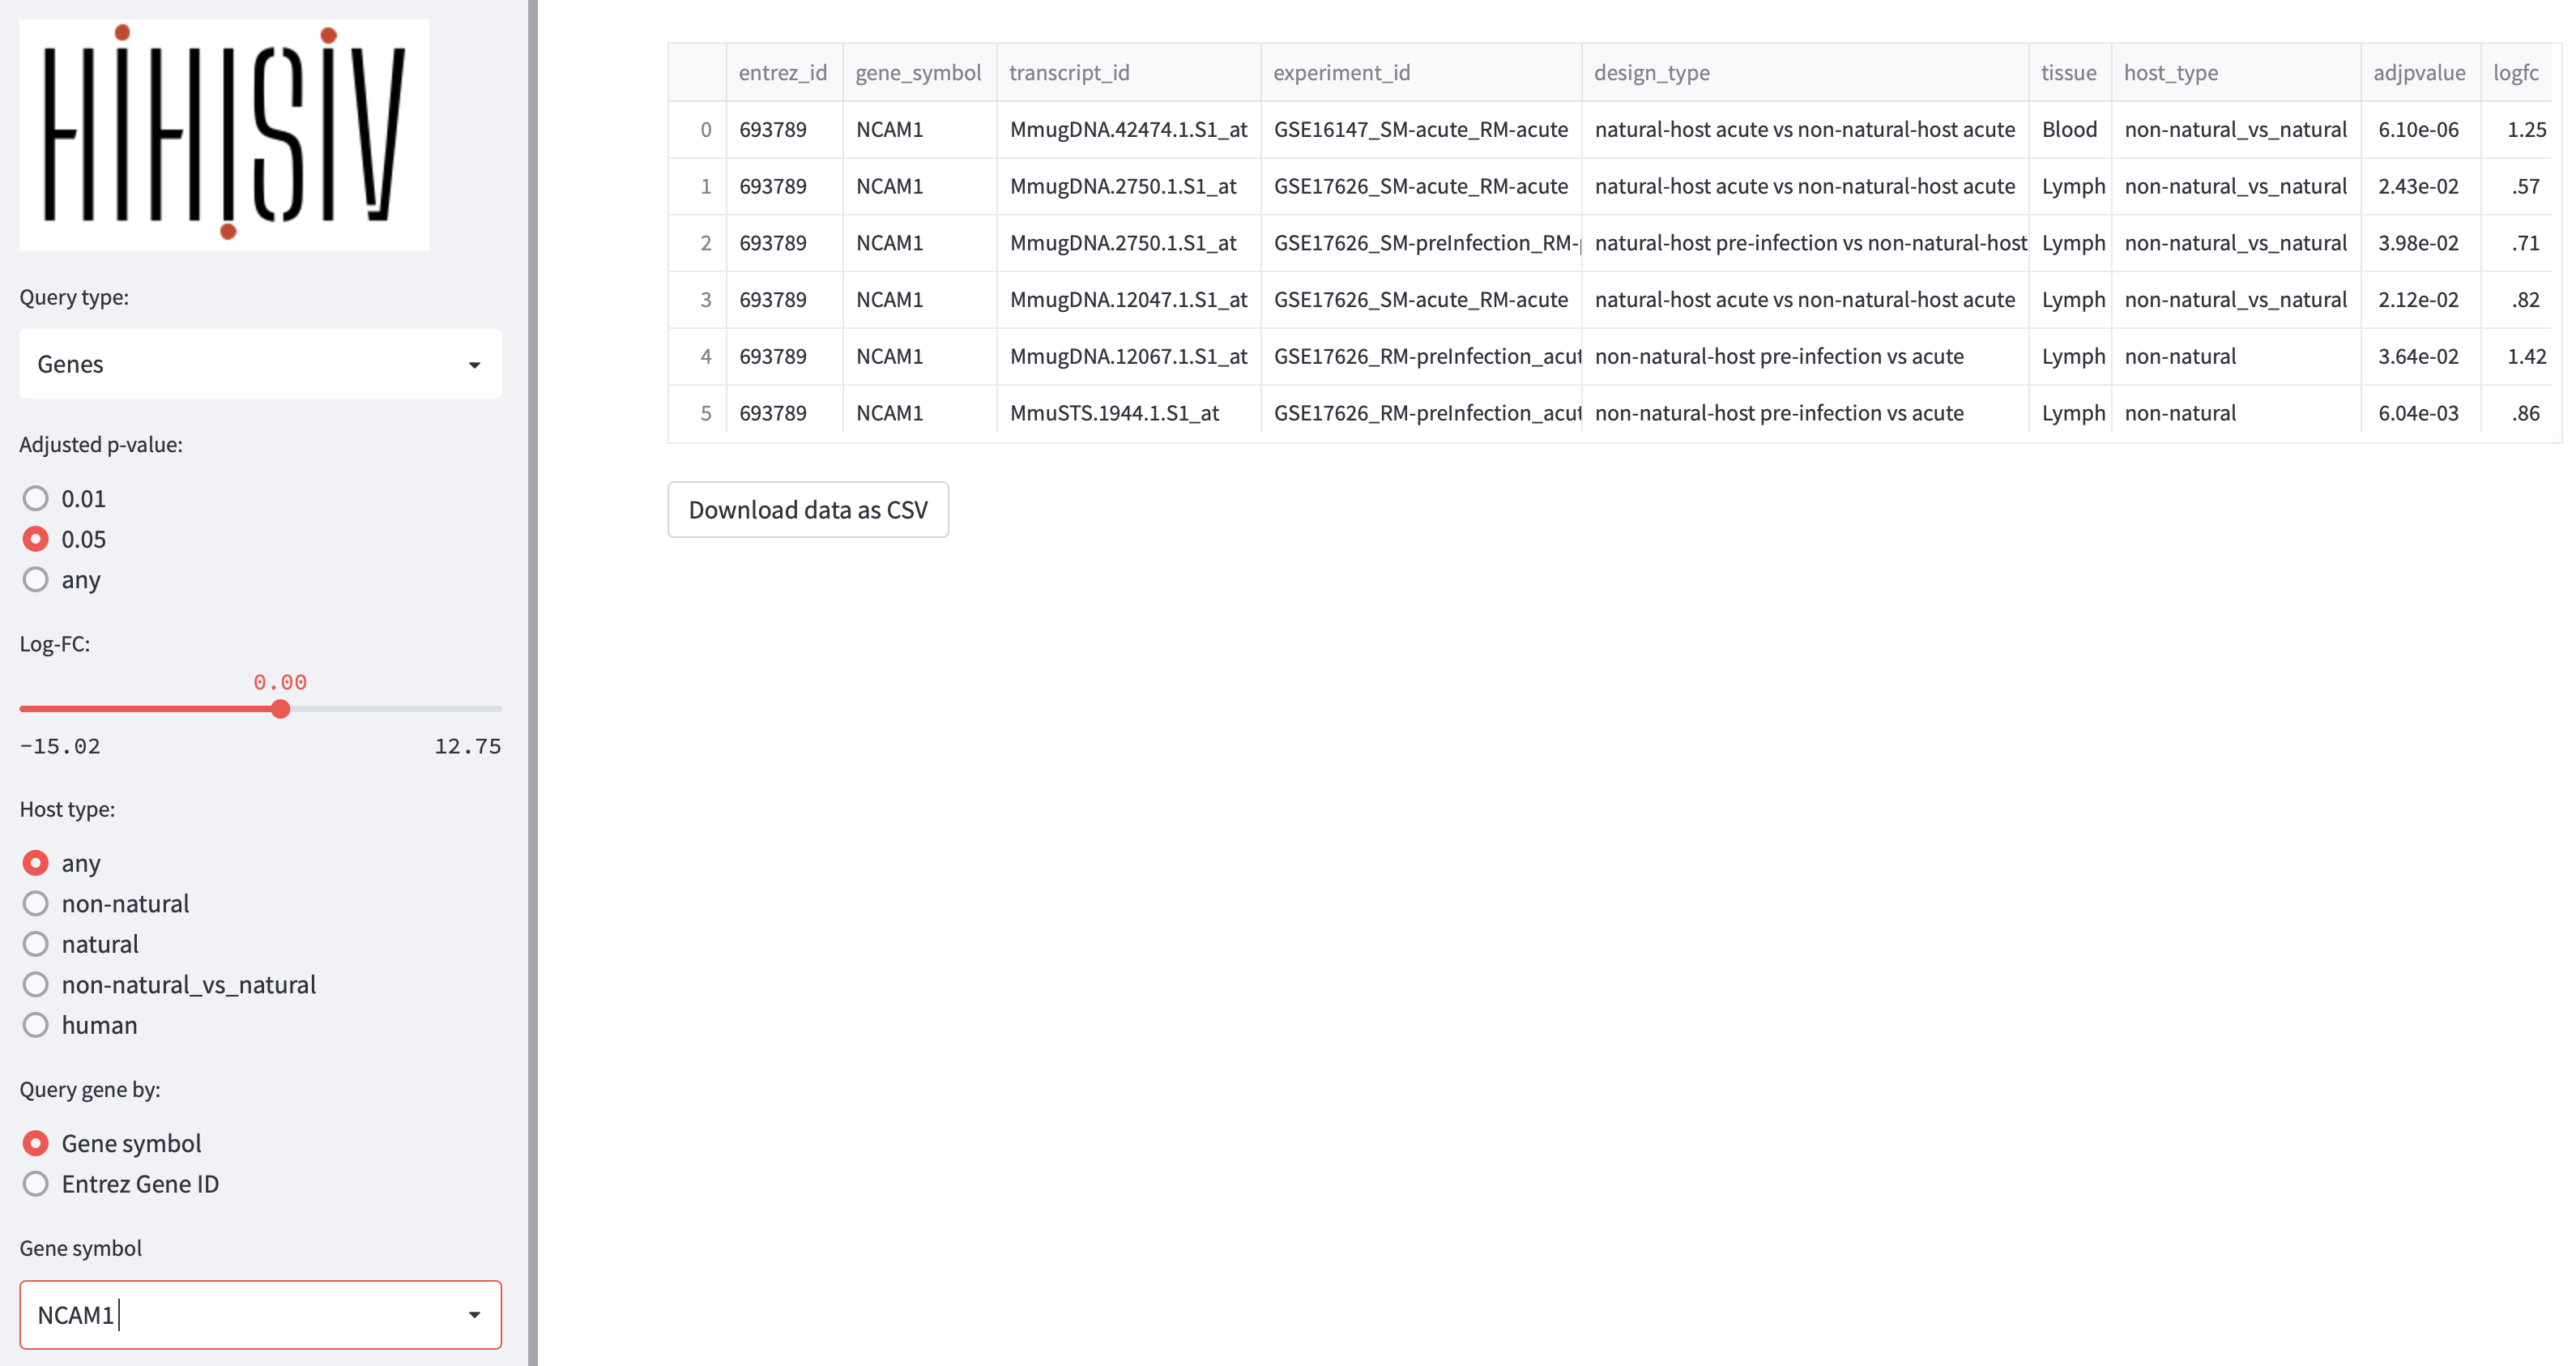 HIHISIV
Query type:
Genes
Adjusted p-value:
0.01
0.05
any
Log-FC:
0.00
-15.02 12.75
Host type:
any
non-natural
natural
non-natural_vs_natural
human
Query gene by:
Gene symbol
Entrez Gene ID
Gene symbol
NCAM1
entrez_id gene_symbol transcript_id experiment_id design_type tissue host_type adjpvalue logfc
0 693789 NCAM1 MmugDNA.42474.1.S1_at GSE16147_SM-acute_RM-acute natural-host acute vs non-natural-host acute Blood non-natural_vs_natural 6.10e-06 1.25
1 693789 NCAM1 MmugDNA.2750.1.S1_at GSE17626_SM-acute_RM-acute natural-host acute vs non-natural-host acute Lymph non-natural_vs_natural 2.43e-02 .57
2 693789 NCAM1 MmugDNA.2750.1.S1_at GSE17626_SM-preInfection_RM- natural-host pre-infection vs non-natural-host Lymph non-natural_vs_natural 3.98e-02 .71
3 693789 NCAM1 MmugDNA.12047.1.S1_at GSE17626_SM-acute_RM-acute natural-host acute vs non-natural-host acute Lymph non-natural_vs_natural 2.12e-02 .82
4 693789 NCAM1 MmugDNA.12067.1.S1_at GSE17626_RM-preInfection_acut non-natural-host pre-infection vs acute Lymph non-natural 3.64e-02 1.42
5 693789 NCAM1 MmuSTS.1944.1.S1_at GSE17626_RM-preInfection_acut non-natural-host pre-infection vs acute Lymph non-natural 6.04e-03 .86
Download data as CSV